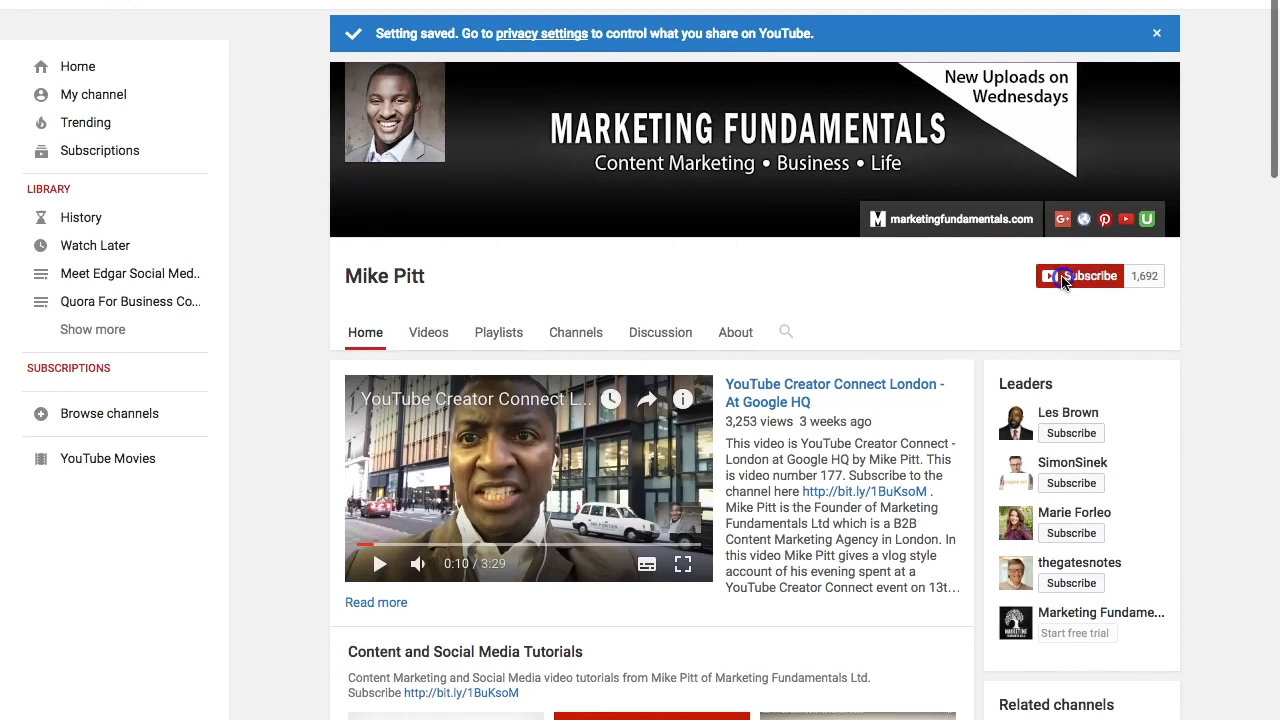 Setting saved. Go to privacy settings to control what you share on YouTube.
Home
My channel
Trending
Subscriptions
LIBRARY
History
Watch Later
Meet Edgar Social Med..
Quora For Business Co...
Show more
SUBSCRIPTIONS
Browse channels
YouTube Movies
New Uploads on
Wednesdays
MARKETING FUNDAMENTALS
Content Marketing • Business • Life
marketingfundamentals.com
Mike Pitt
Subscribe 1,692
Home Videos Playlists Channels Discussion About
YouTube Creator Connect L...
0:10 / 3:29
Read more
YouTube Creator Connect London -
At Google HQ
3,253 views 3 weeks ago
This video is YouTube Creator Connect -
London at Google HQ by Mike Pitt. This
is video number 177. Subscribe to the
channel here http://bit.ly/1BuKsoM .
Mike Pitt is the Founder of Marketing
Fundamentals Ltd which is a B2B
Content Marketing Agency in London. In
this video Mike Pitt gives a vlog style
account of his evening spent at a
YouTube Creator Connect event on 13t...
Leaders
Les Brown
Subscribe
SimonSinek
Subscribe
Marie Forleo
Subscribe
thegatesnotes
Subscribe
Marketing Fundame...
Start free trial
Content and Social Media Tutorials
Content Marketing and Social Media video tutorials from Mike Pitt of Marketing Fundamentals Ltd.
Subscribe http://bit.ly/1BuKsoM
Related channels